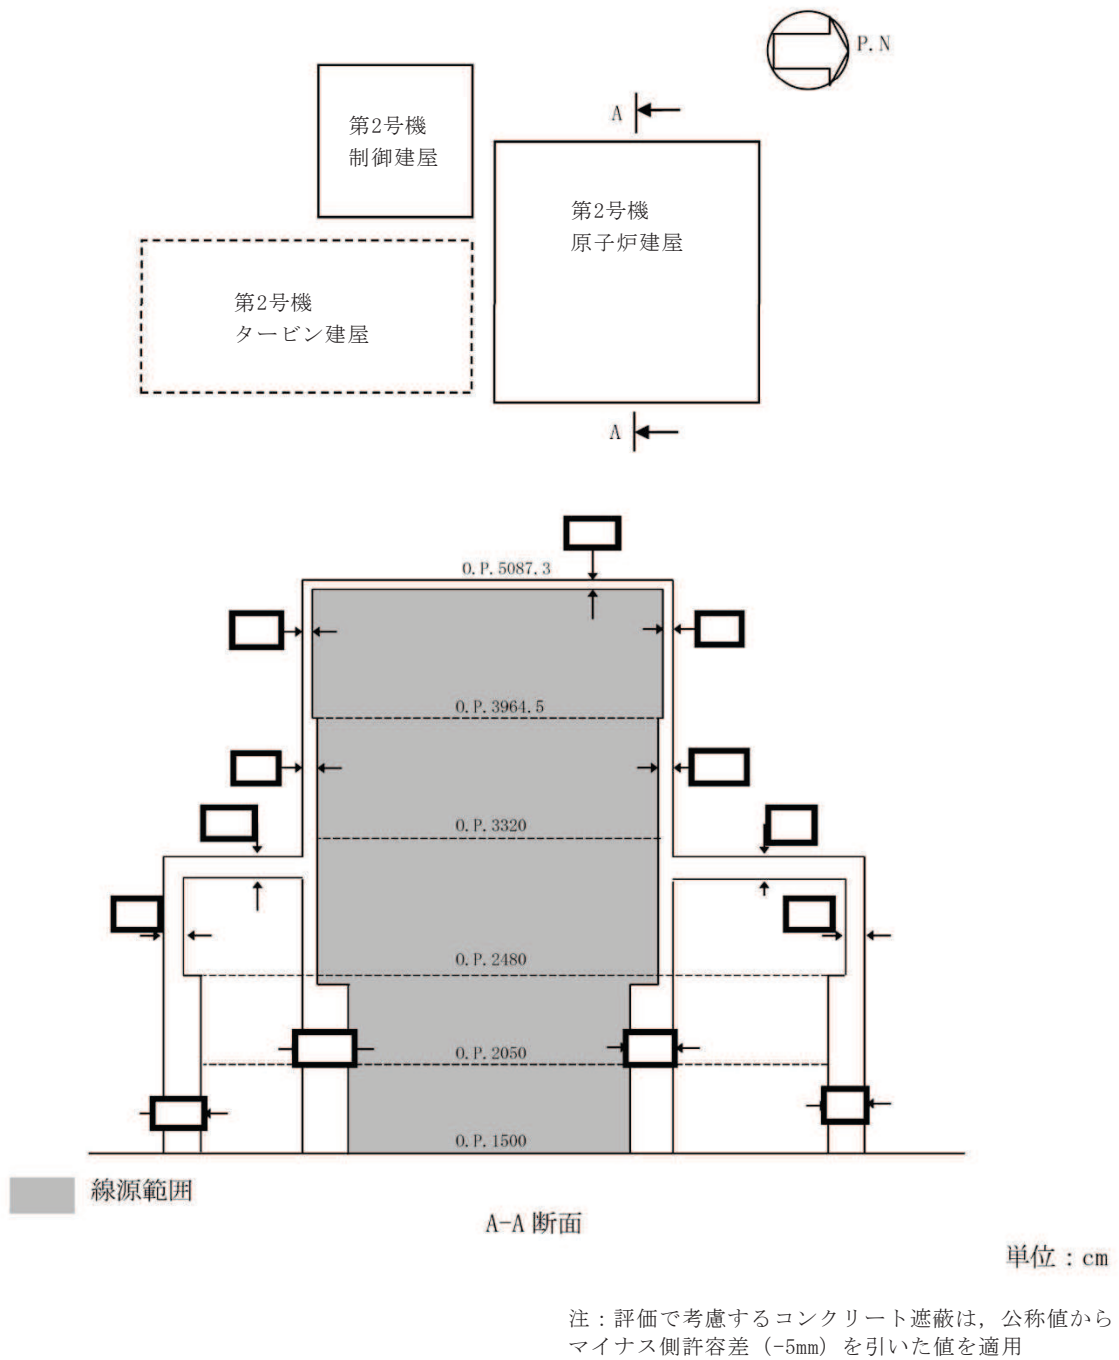 P.N
A
第2号機
制御建屋
第2号機
原子炉建屋
第2号機
タービン建屋
A
O.P.5087.3
O.P.3964.5
O.P.3320
O.P.2480
O.P.2050
O.P.1500
線源範囲
A-A 断面
単位：cm
注：評価で考慮するコンクリート遮蔽は，公称値から
マイナス側許容差（-5mm）を引いた値を適用